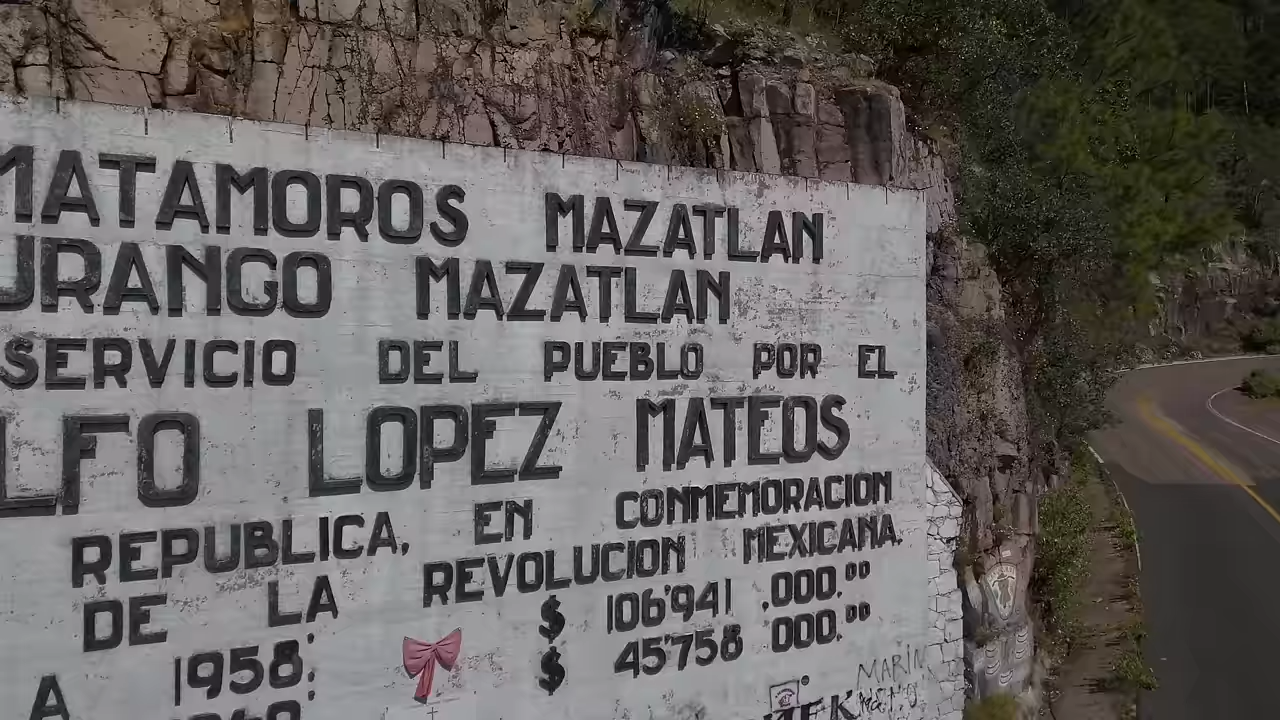 MATAMOROS MAZATLAN
URANGO MAZATLAN
SERVICIO DEL PUEBLO POR EL
LFO LOPEZ MATEOS
REPUBLICA, EN CONMEMORACION
DE LA REVOLUCION MEXICANA.
$ 106'941 .000.00
A 1958: $ 45'758 000.00
MARIN